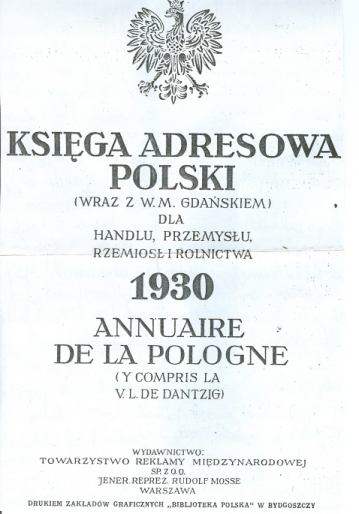 KSIĘGA ADRESOWA
POLSKI
(WRAZ Z W. M. GDAŃSKIEM)
DLA
HANDLU, PRZEMYSŁU,
RZEMIOSŁ I ROLNICTWA
1930
ANNUAIRE
DE LA POLOGNE
(Y COMPRIS LA
V. L. DE DANTZIG)
WYDAWNICTWO:
TOWARZYSTWO REKLAMY MIĘDZYNARODOWEJ
SP. Z O. O.
JENER. REPREZ. RUDOLF MOSSE
WARSZAWA
DRUKIEM ZAKŁADÓW GRAFICZNYCH „BIBLJOTEKA POLSKA" W BYDGOSZCZY